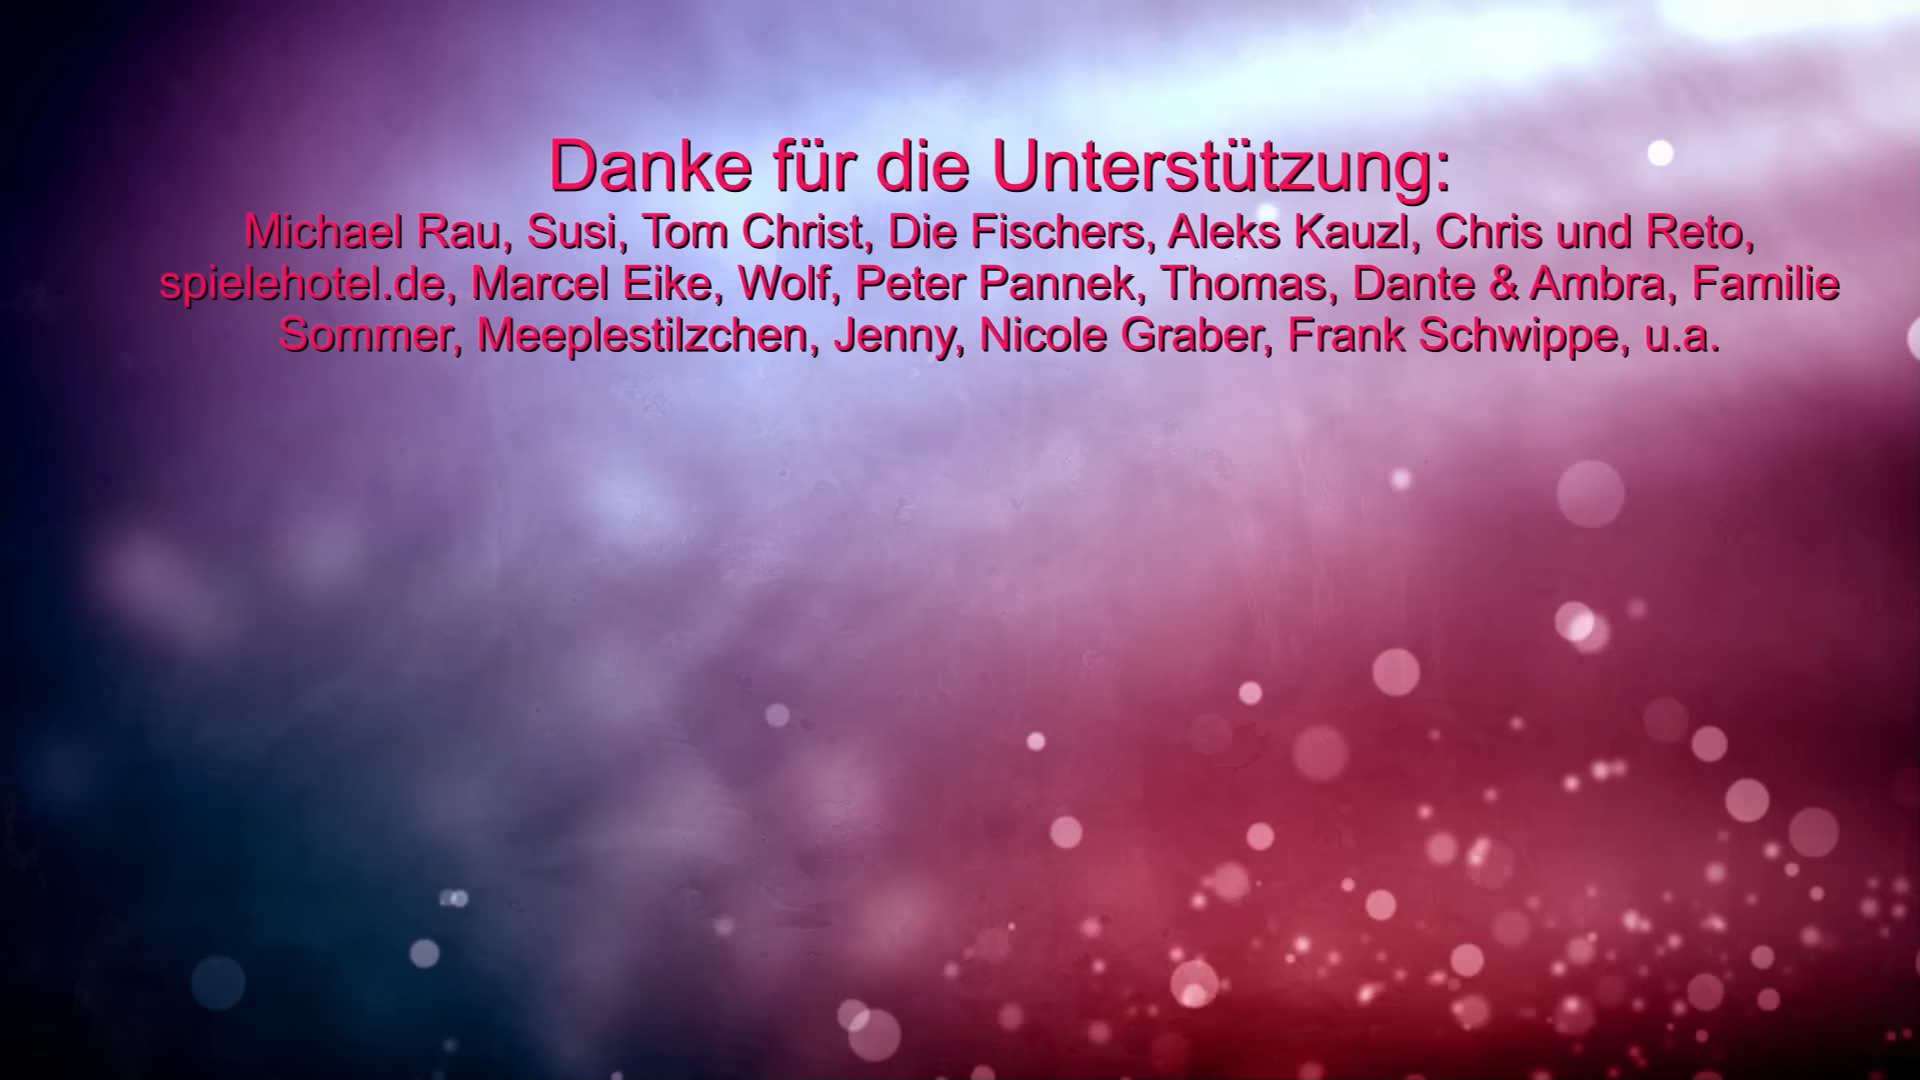 Danke für die Unterstützung:
Michael Rau, Susi, Tom Christ, Die Fischers, Aleks Kauzl, Chris und Reto,
spielehotel.de, Marcel Eike, Wolf, Peter Pannek, Thomas, Dante & Ambra, Familie
Sommer, Meeplestilzchen, Jenny, Nicole Graber, Frank Schwippe, u.a.